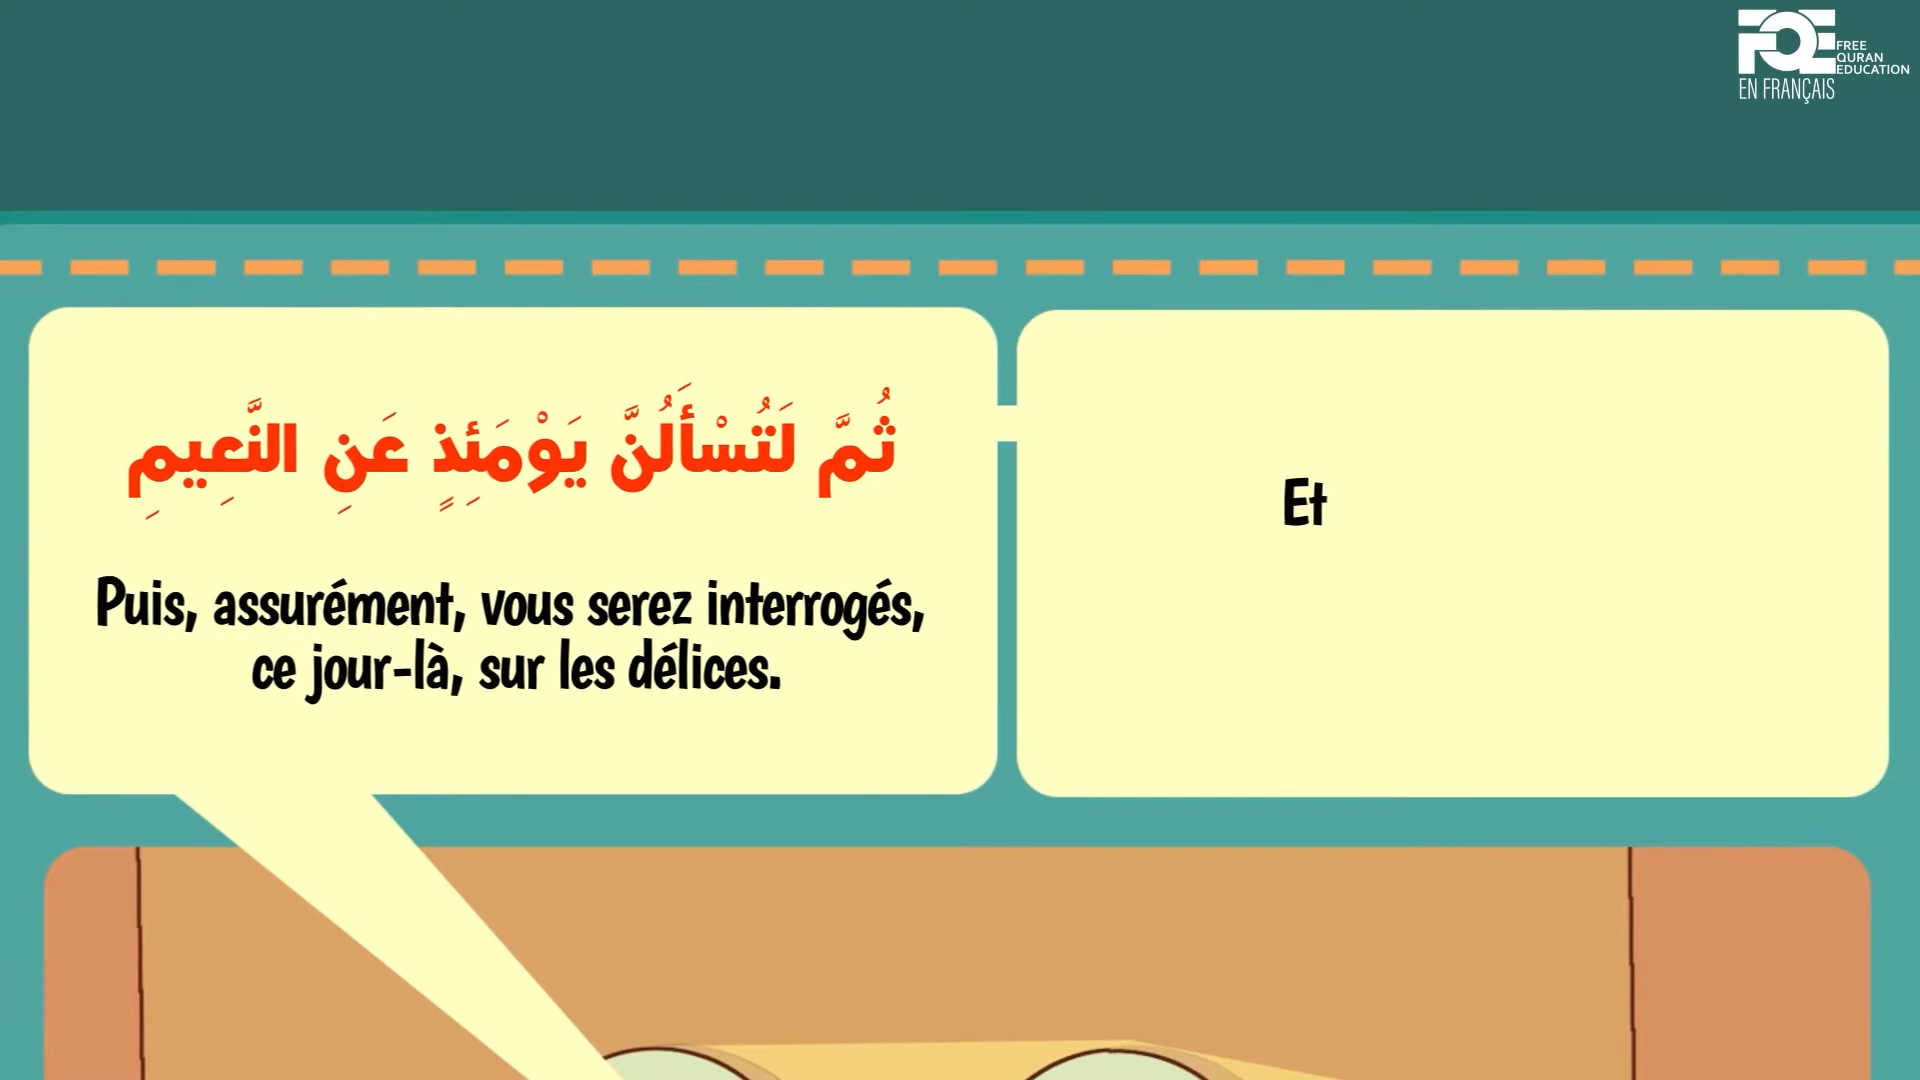 FREE
QURAN
EDUCATION
EN FRANÇAIS
ثُمَّ لَتُسْأَلُنَّ يَوْمَئِذٍ عَنِ النَّعِيمِ
Puis, assurément, vous serez interrogés,
ce jour-là, sur les délices.
Et